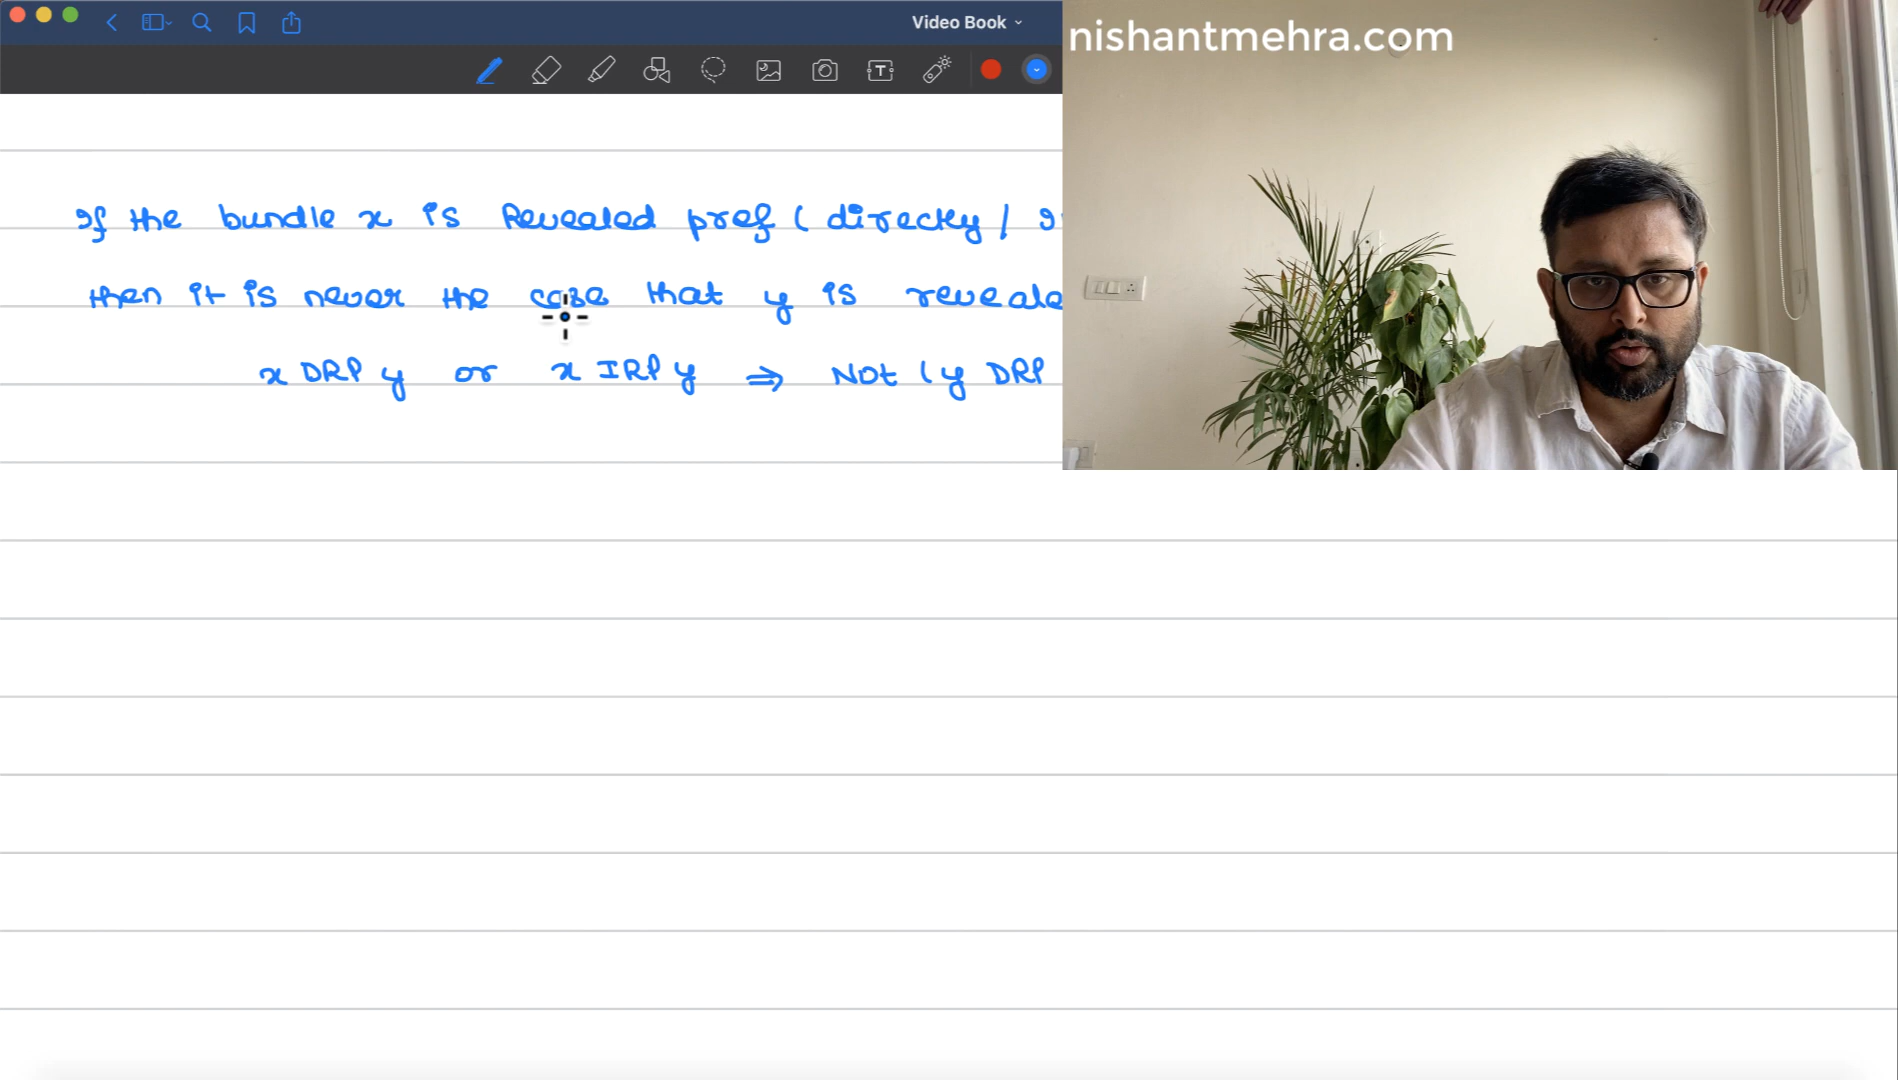 Video Book
nishantmehra.com
If the bundle x is Revealed pref ( directly /
then it is never the case that y is reveale
x DRP y or x IRP y ⇒ Not ( y DRP